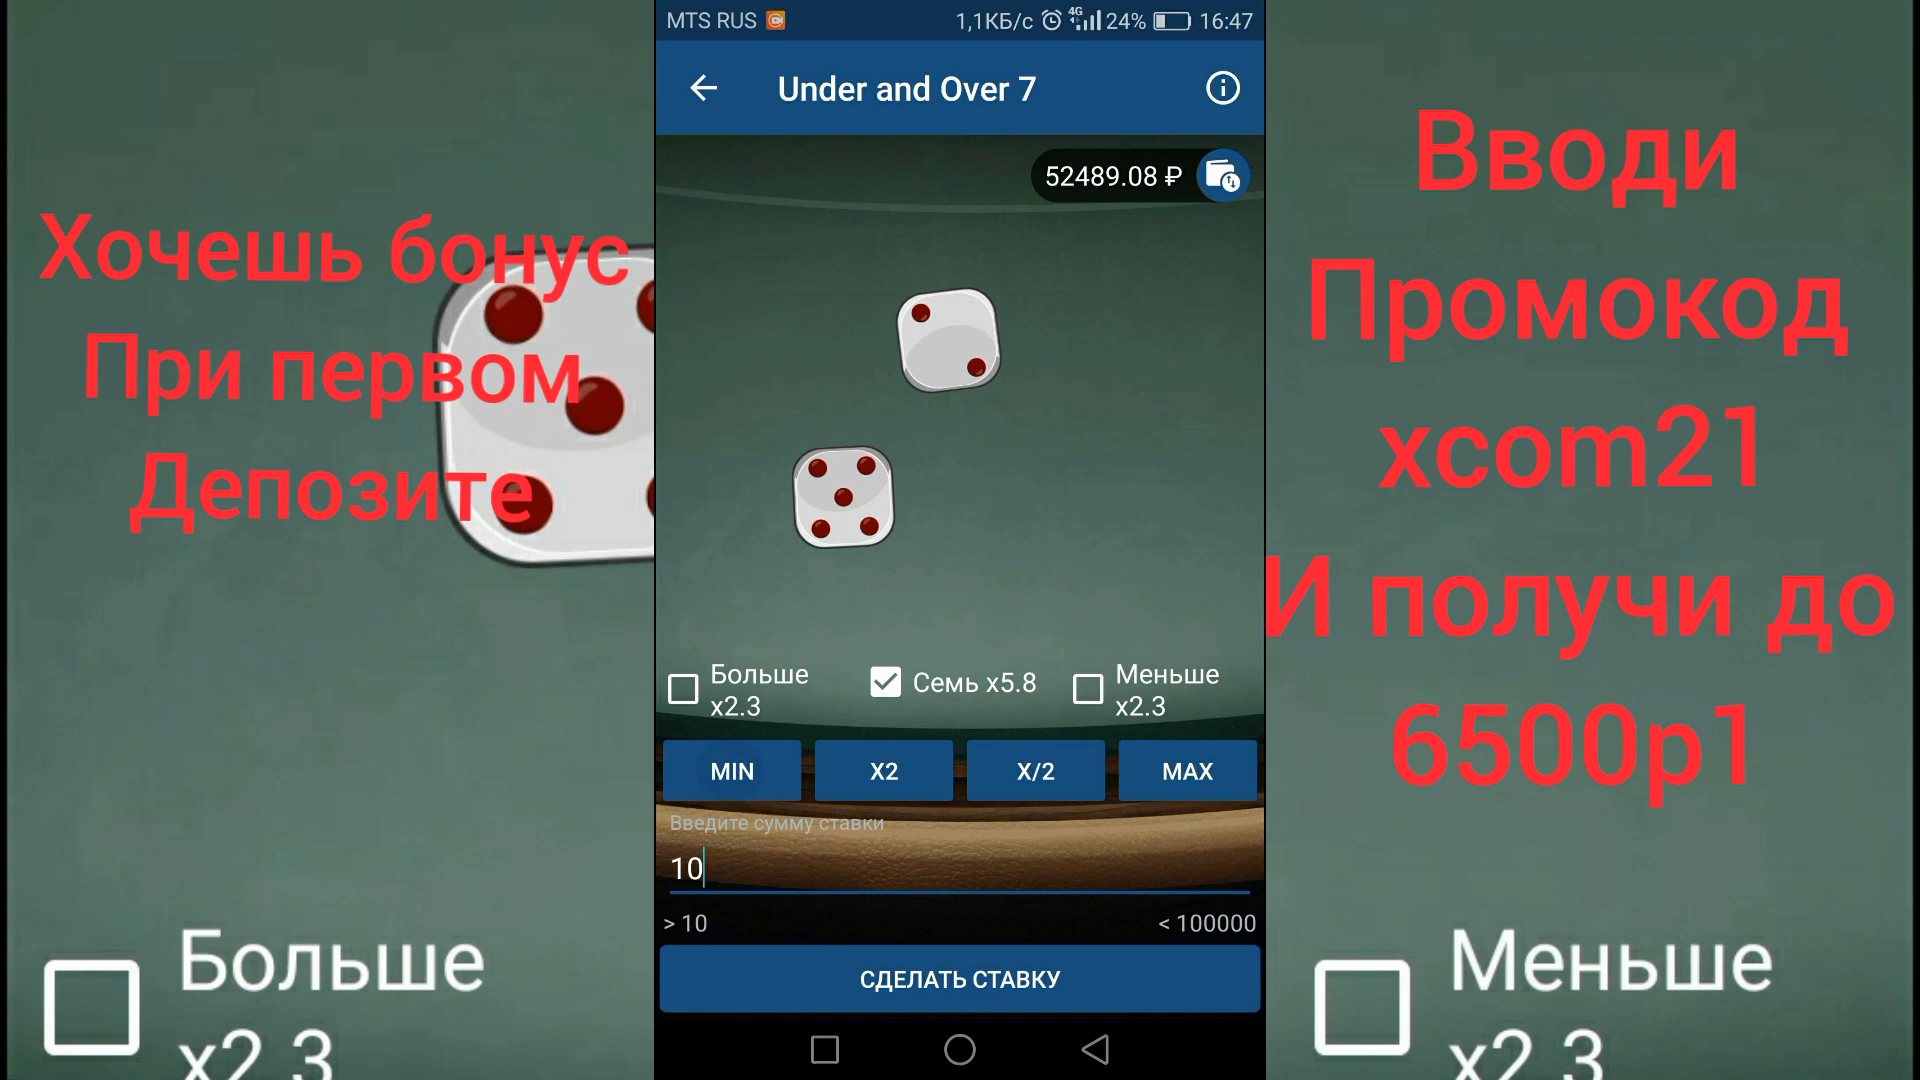 MTS RUS
1,1КБ/с 4G 24% 16:47
Under and Over 7
52489.08 ₽
Хочешь бонус
При первом
Депозите
Вводи
Промокод
xcom21
И получи до
6500р1
Больше
x2.3
Семь x5.8
Меньше
x2.3
MIN
X2
X/2
MAX
Введите сумму ставки
10
> 10
< 100000
СДЕЛАТЬ СТАВКУ
Больше
x2.3
Меньше
x2.3